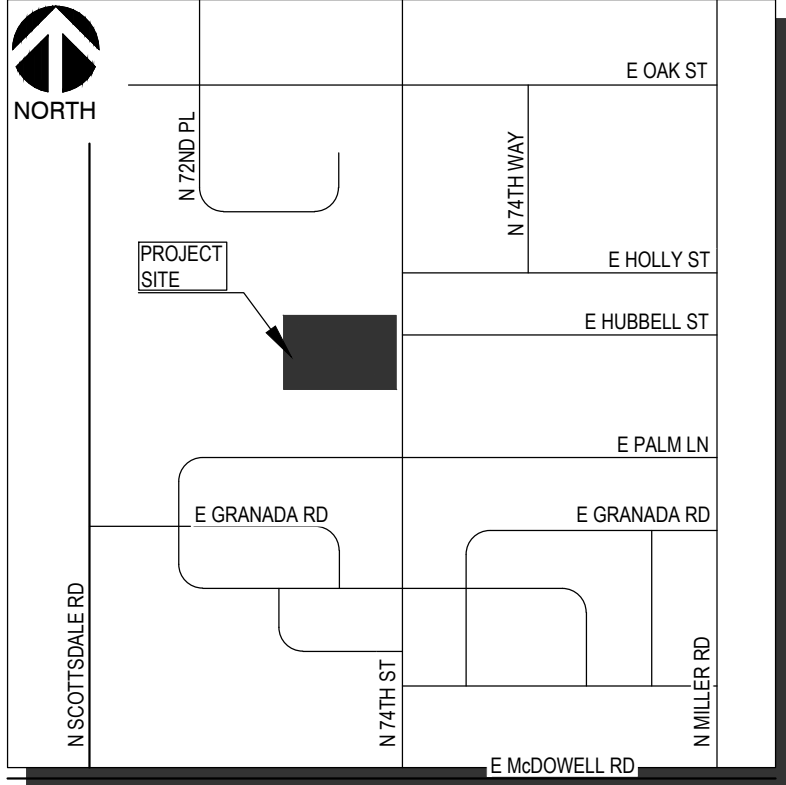 E OAK ST
NORTH
N 72ND PL
N 74TH WAY
PROJECT
SITE
E HOLLY ST
E HUBBELL ST
E PALM LN
E GRANADA RD
E GRANADA RD
N SCOTTSDALE RD
N 74TH ST
N MILLER RD
E McDOWELL RD